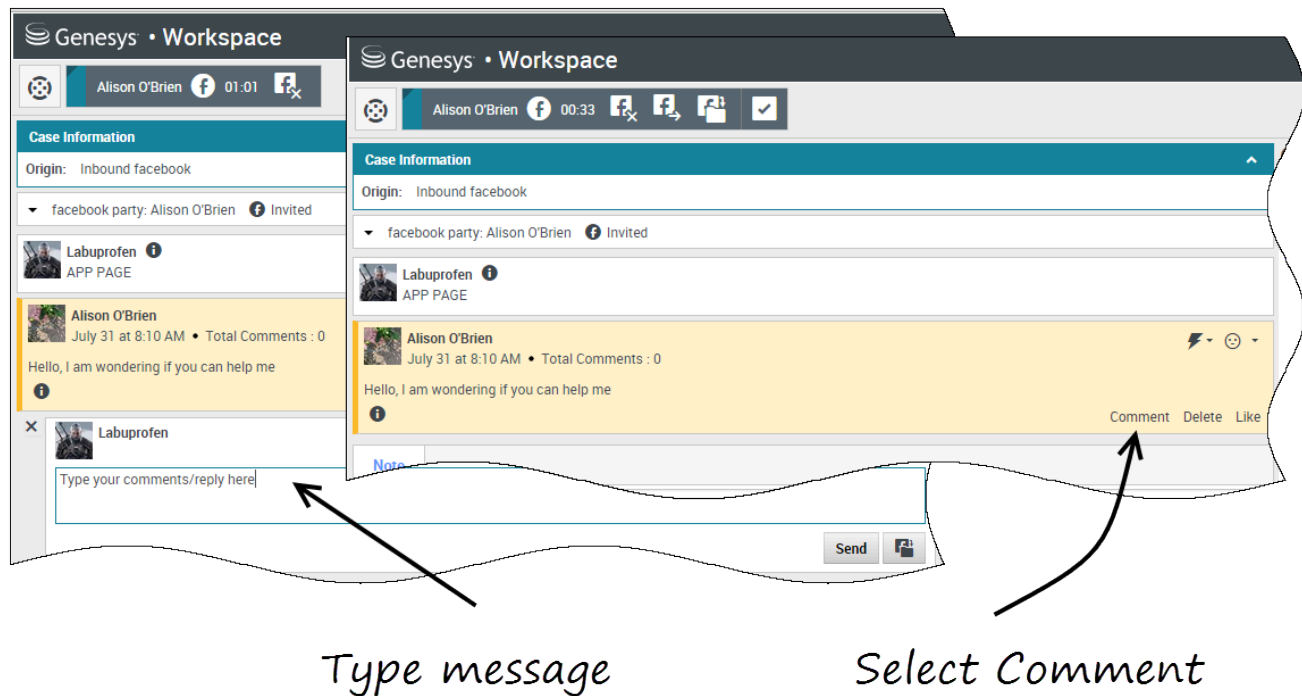 Genesys • Workspace
Alison O'Brien 01:01
Case Information
Origin: Inbound facebook
facebook party: Alison O'Brien Invited
Labuprofen
APP PAGE
Alison O'Brien
July 31 at 8:10 AM • Total Comments : 0
Hello, I am wondering if you can help me
Labuprofen
Type your comments/reply here
Send
Genesys • Workspace
Alison O'Brien 00:33
Case Information
Origin: Inbound facebook
facebook party: Alison O'Brien Invited
Labuprofen
APP PAGE
Alison O'Brien
July 31 at 8:10 AM • Total Comments : 0
Hello, I am wondering if you can help me
Comment Delete Like
Note
Type message
Select Comment